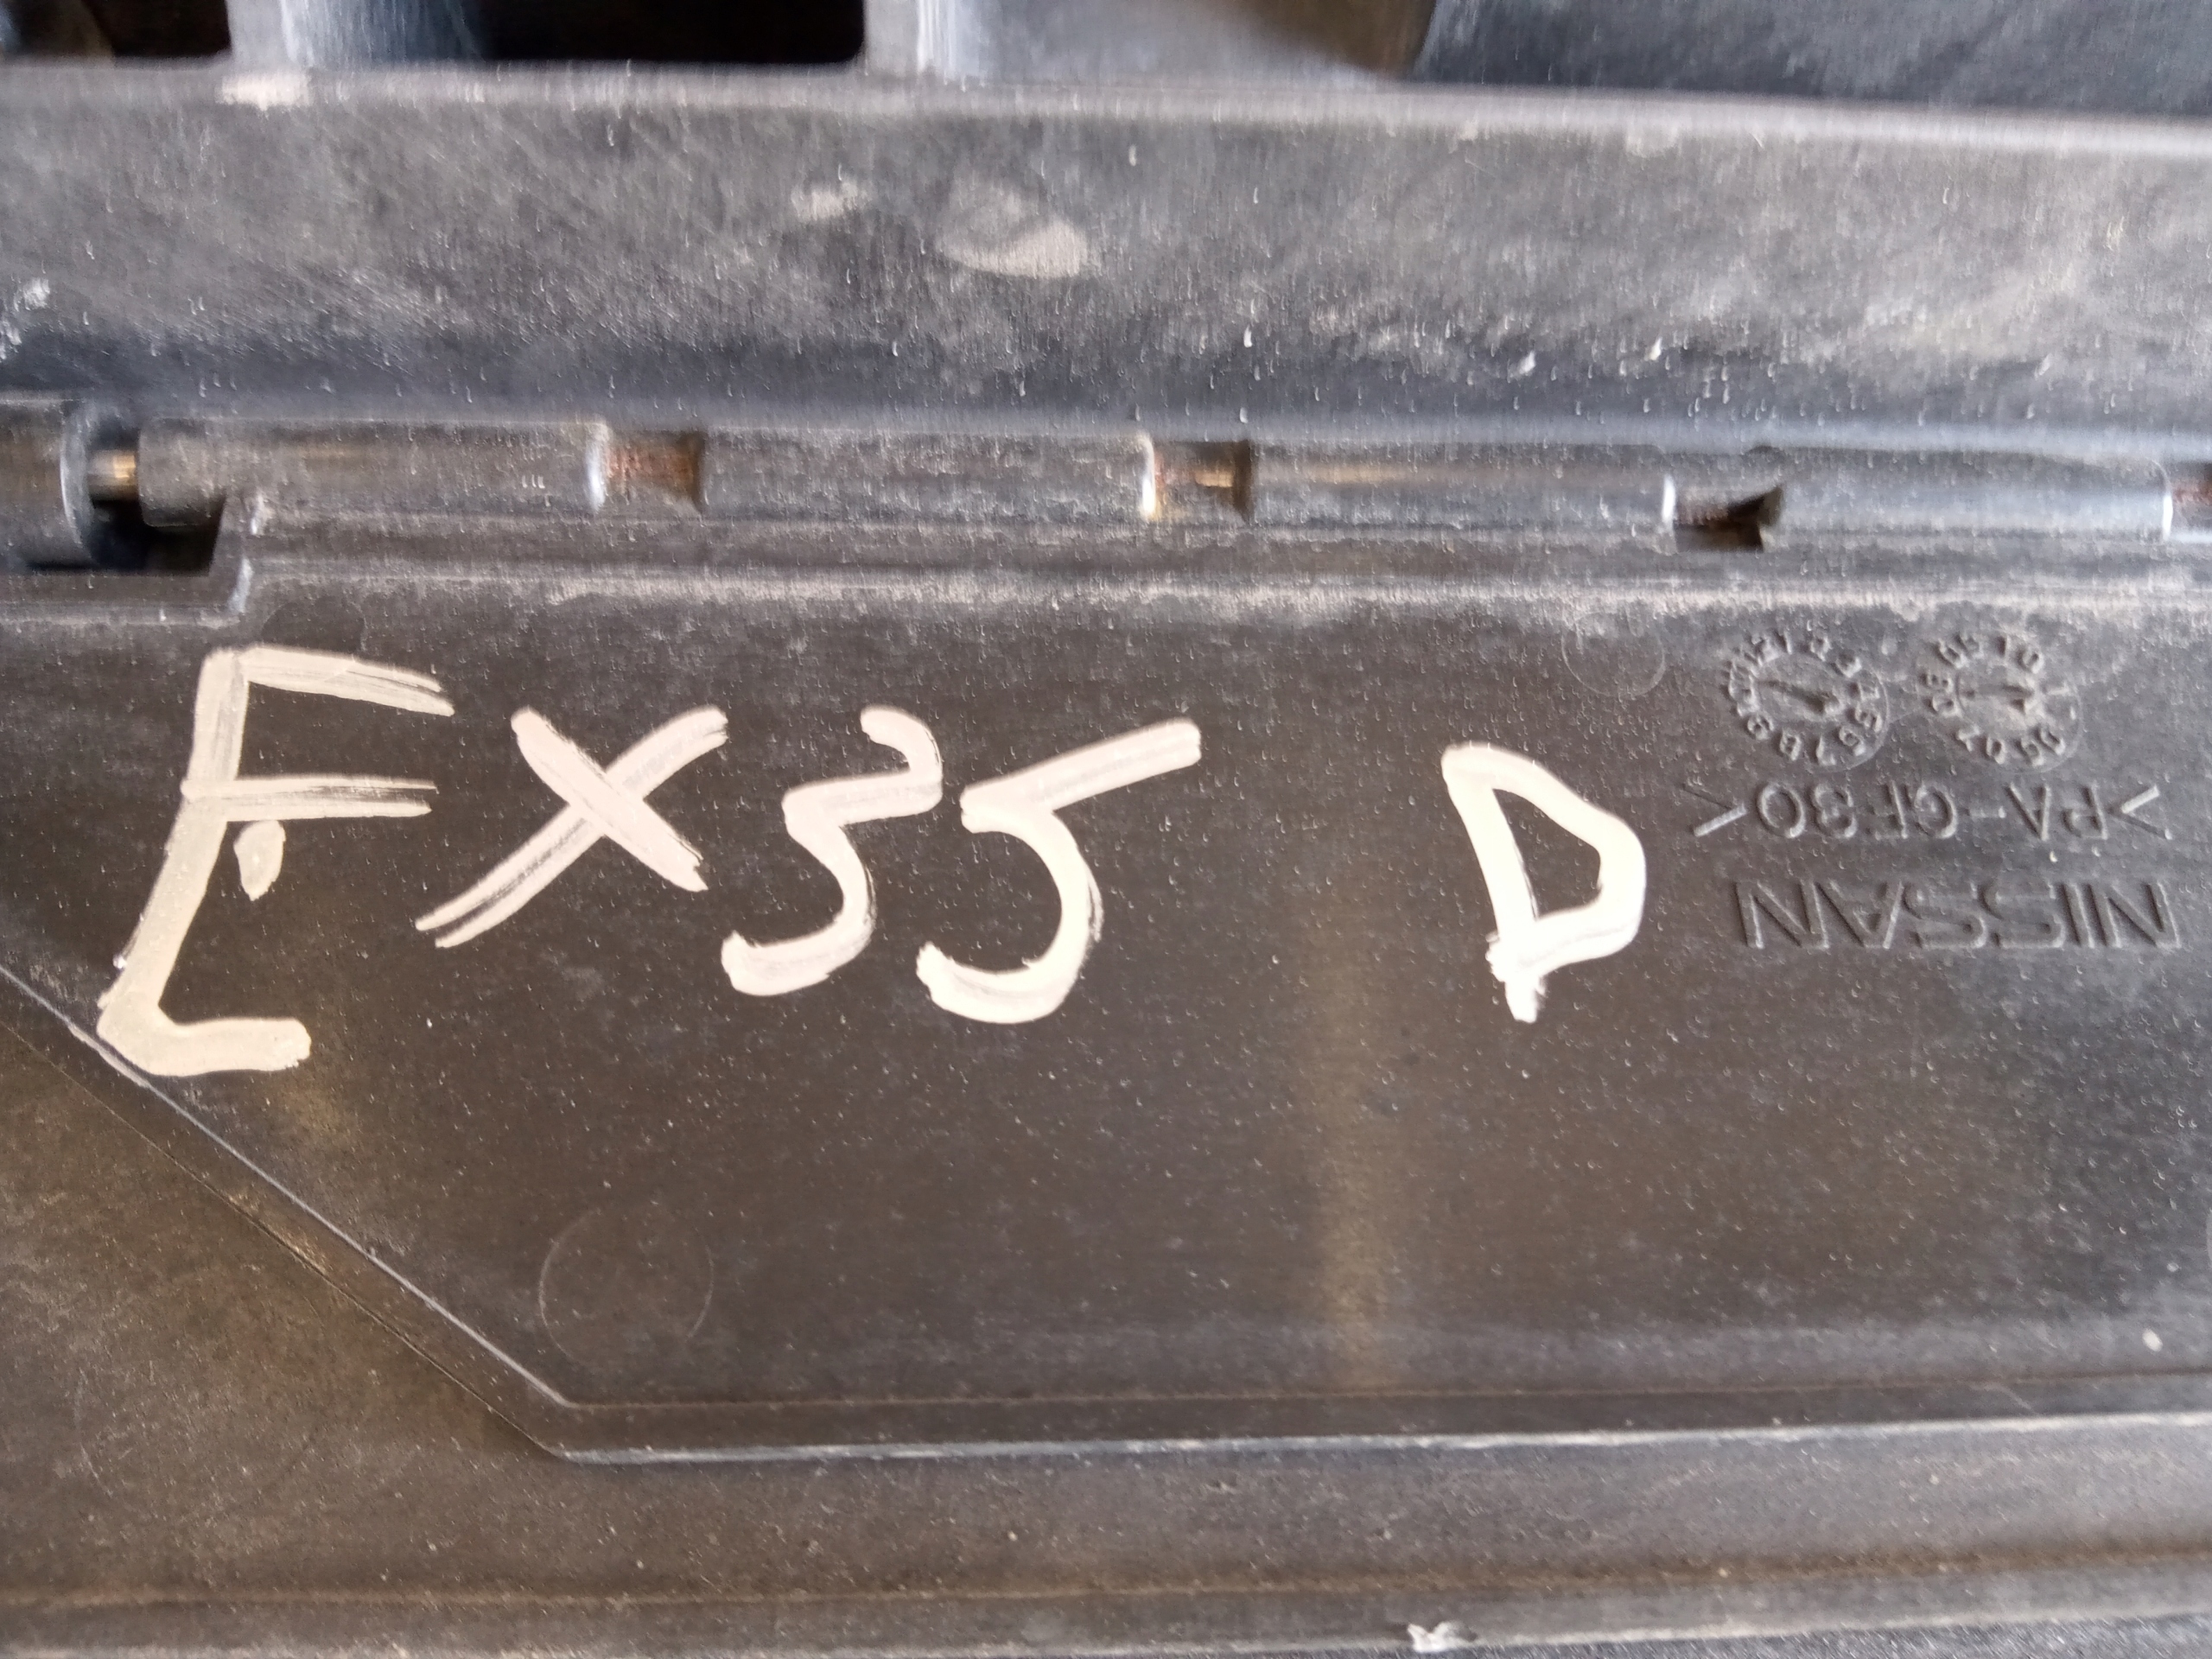 EX35 D
NISSAN
>PA-GF30<